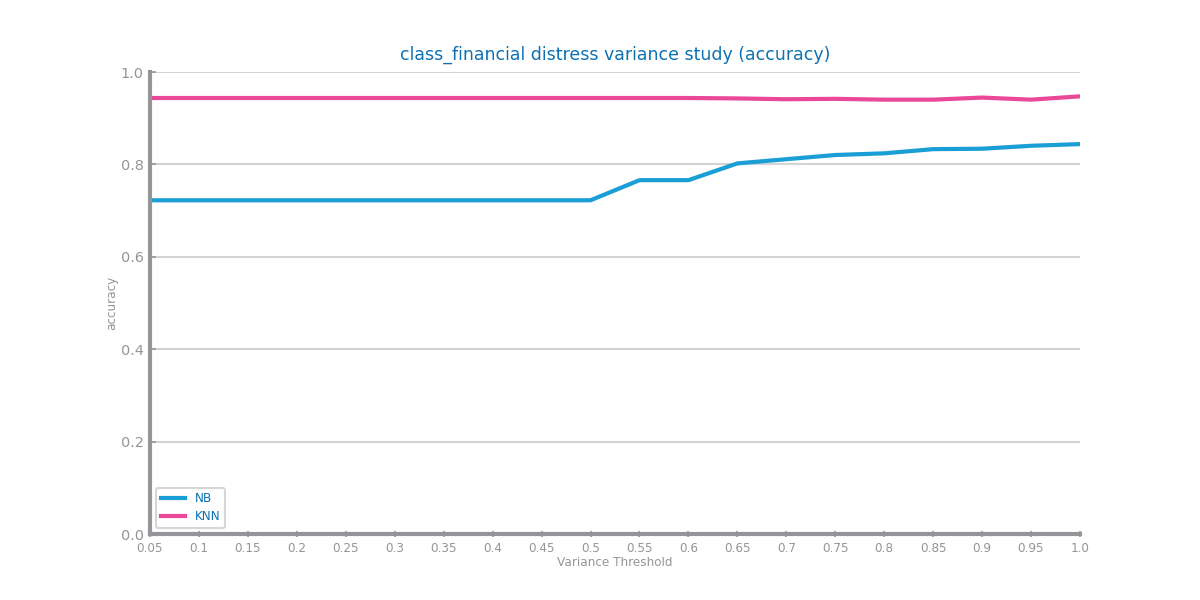 class_financial distress variance study (accuracy)
1.0
0.8
0.6
0.4
0.2
0.0
accuracy
NB
KNN
0.05 0.1 0.15 0.2 0.25 0.3 0.35 0.4 0.45 0.5 0.55 0.6 0.65 0.7 0.75 0.8 0.85 0.9 0.95 1.0
Variance Threshold